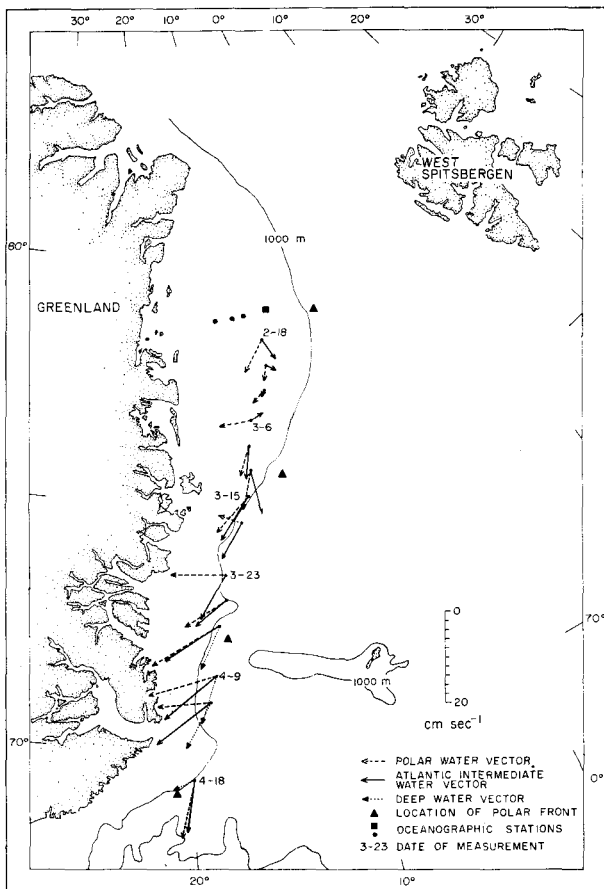 30° 20° 10° 0° 10° 20° 30°
WEST
SPITSBERGEN
80°
1000 m
GREENLAND
2-18
3-6
3-15
3-23
0
70°
1000 m
4-9
20
cm sec⁻¹
70°
POLAR WATER VECTOR
ATLANTIC INTERMEDIATE
WATER VECTOR
0°
4-18
DEEP WATER VECTOR
LOCATION OF POLAR FRONT
OCEANOGRAPHIC STATIONS
3-23 DATE OF MEASUREMENT
20° 10°